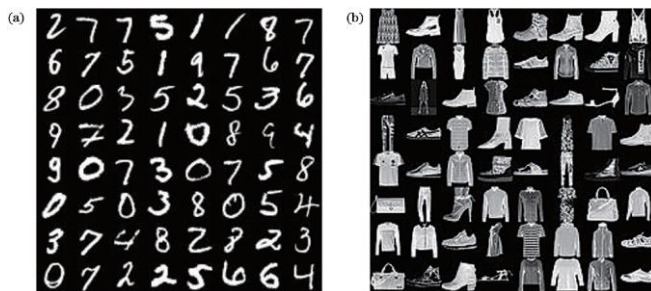 (a)
2 7 7 5 1 1 8 7
6 7 5 1 9 7 6 7
8 0 3 5 2 5 3 6
9 7 2 1 0 8 9 4
9 0 7 3 0 7 5 8
0 5 0 3 8 0 5 4
3 7 4 8 2 8 2 3
0 7 2 2 5 6 6 4
(b)